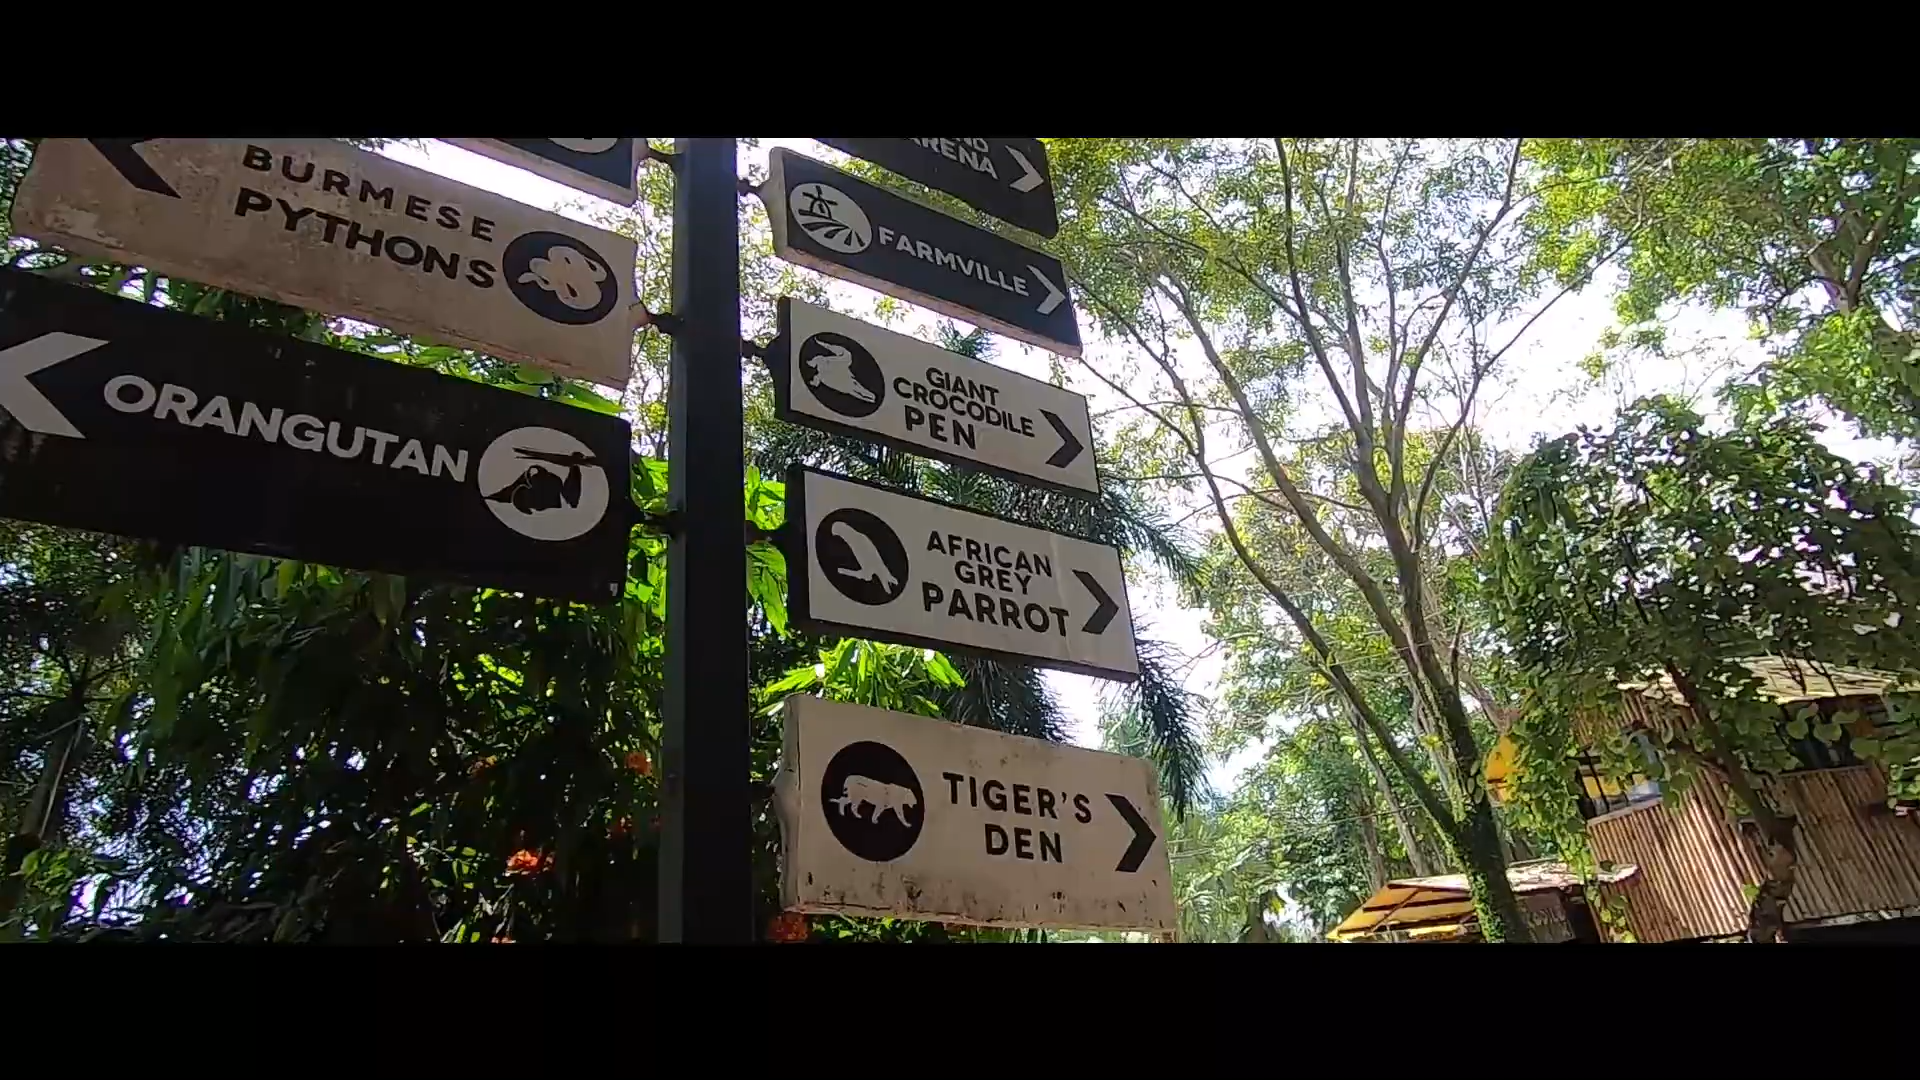 BURMESE
PYTHONS
ORANGUTAN
ARENA
FARMVILLE
GIANT
CROCODILE
PEN
AFRICAN
GREY
PARROT
TIGER'S
DEN